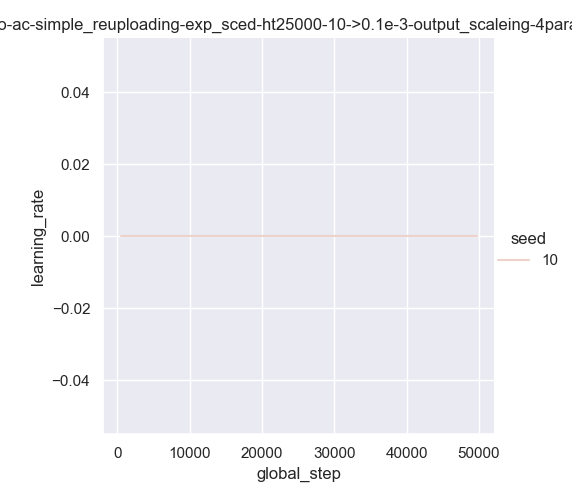 o-ac-simple_reuploading-exp_sced-ht25000-10->0.1e-3-output_scaleing-4para
0.04
0.02
0.00
−0.02
−0.04
learning_rate
seed
10
0 10000 20000 30000 40000 50000
global_step